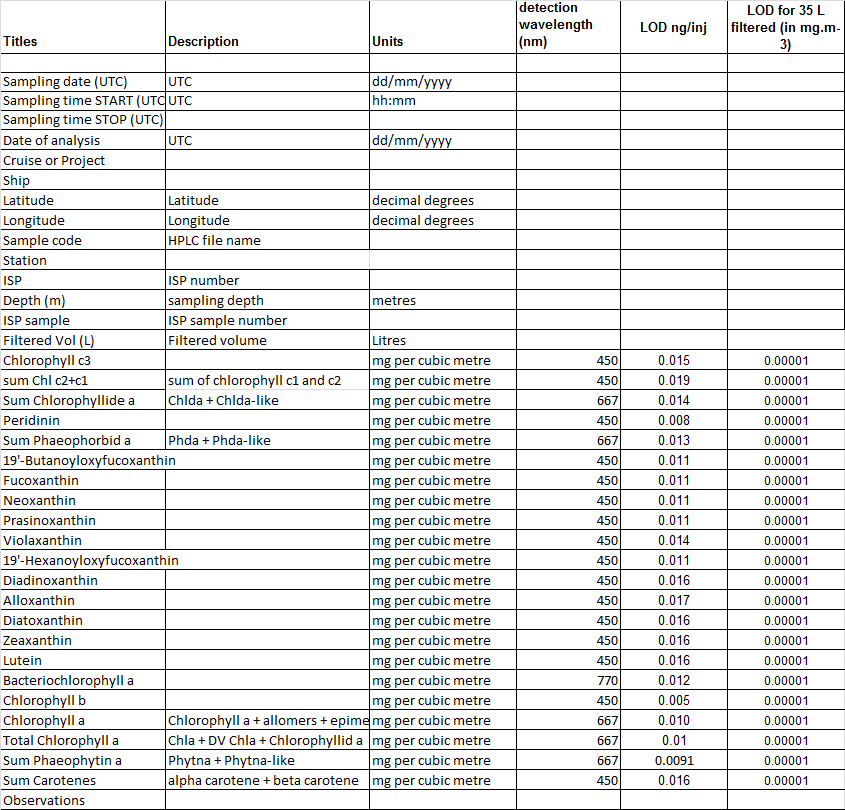 Titles Description Units detection wavelength (nm) LOD ng/inj LOD for 35 L filtered (in mg.m-3)
Sampling date (UTC) UTC dd/mm/yyyy
Sampling time START (UTC UTC hh:mm
Sampling time STOP (UTC)
Date of analysis UTC dd/mm/yyyy
Cruise or Project
Ship
Latitude Latitude decimal degrees
Longitude Longitude decimal degrees
Sample code HPLC file name
Station
ISP ISP number
Depth (m) sampling depth metres
ISP sample ISP sample number
Filtered Vol (L) Filtered volume Litres
Chlorophyll c3 mg per cubic metre 450 0.015 0.00001
sum Chl c2+c1 sum of chlorophyll c1 and c2 mg per cubic metre 450 0.019 0.00001
Sum Chlorophyllide a Chlda + Chlda-like mg per cubic metre 667 0.014 0.00001
Peridinin mg per cubic metre 450 0.008 0.00001
Sum Phaeophorbid a Phda + Phda-like mg per cubic metre 667 0.013 0.00001
19'-Butanoyloxyfucoxanthin mg per cubic metre 450 0.011 0.00001
Fucoxanthin mg per cubic metre 450 0.011 0.00001
Neoxanthin mg per cubic metre 450 0.011 0.00001
Prasinoxanthin mg per cubic metre 450 0.011 0.00001
Violaxanthin mg per cubic metre 450 0.014 0.00001
19'-Hexanoyloxyfucoxanthin mg per cubic metre 450 0.011 0.00001
Diadinoxanthin mg per cubic metre 450 0.016 0.00001
Alloxanthin mg per cubic metre 450 0.017 0.00001
Diatoxanthin mg per cubic metre 450 0.016 0.00001
Zeaxanthin mg per cubic metre 450 0.016 0.00001
Lutein mg per cubic metre 450 0.016 0.00001
Bacteriochlorophyll a mg per cubic metre 770 0.012 0.00001
Chlorophyll b mg per cubic metre 450 0.005 0.00001
Chlorophyll a Chlorophyll a + allomers + epime mg per cubic metre 667 0.010 0.00001
Total Chlorophyll a Chla + DV Chla + Chlorophyllid a mg per cubic metre 667 0.01 0.00001
Sum Phaeophytin a Phytna + Phytna-like mg per cubic metre 667 0.0091 0.00001
Sum Carotenes alpha carotene + beta carotene mg per cubic metre 450 0.016 0.00001
Observations